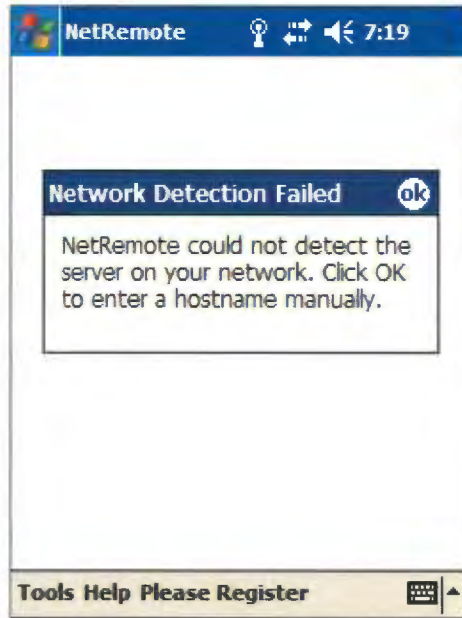 NetRemote 7:19
Network Detection Failed ok
NetRemote could not detect the
server on your network. Click OK
to enter a hostname manually.
Tools Help Please Register